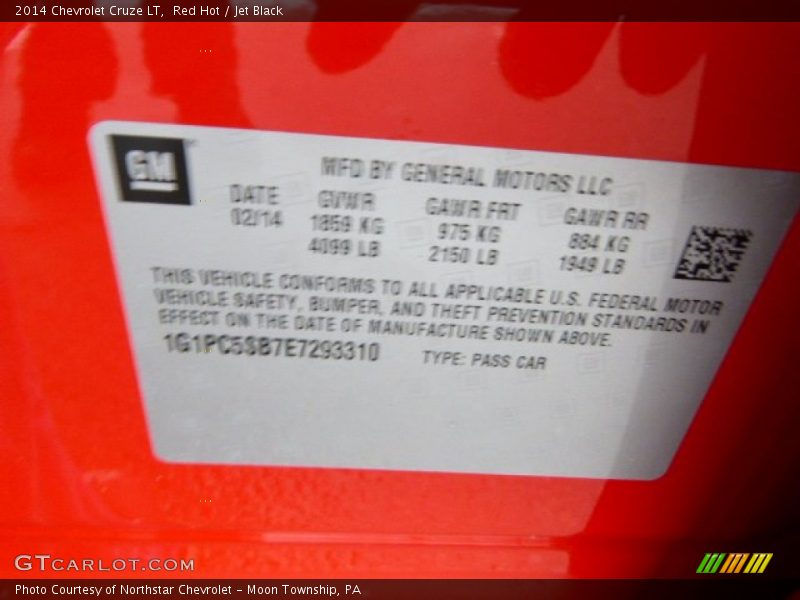 2014 Chevrolet Cruze LT,  Red Hot / Jet Black
GM
MFD BY GENERAL MOTORS LLC
DATE GVWR GAWR FRT GAWR RR
02/14 1859 KG 975 KG 884 KG
4099 LB 2150 LB 1949 LB
THIS VEHICLE CONFORMS TO ALL APPLICABLE U.S. FEDERAL MOTOR
VEHICLE SAFETY, BUMPER, AND THEFT PREVENTION STANDARDS IN
EFFECT ON THE DATE OF MANUFACTURE SHOWN ABOVE.
1G1PC5SB7E7293310 TYPE: PASS CAR
GTCARLOT.COM
Photo Courtesy of Northstar Chevrolet - Moon Township, PA